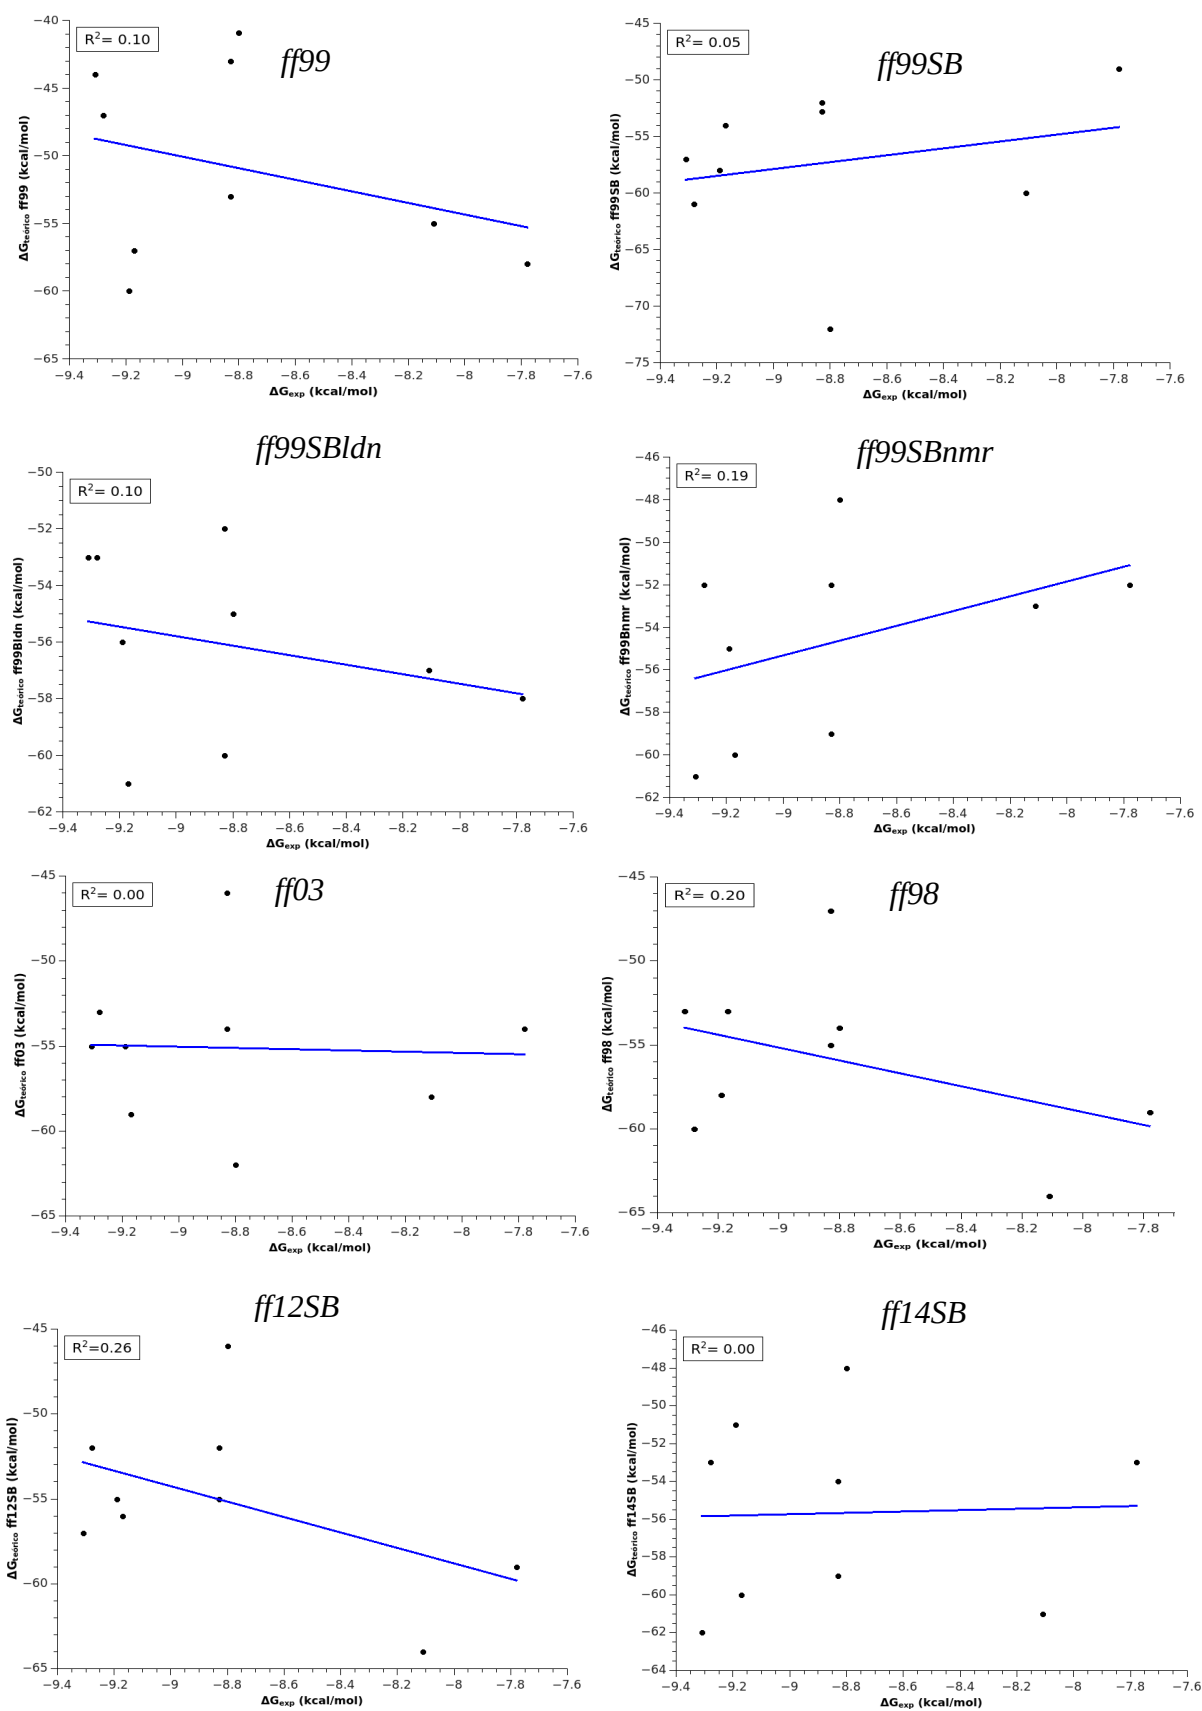 R²= 0.10
ff99
−40
−45
−50
−55
−60
−65
ΔGteórico ff99 (kcal/mol)
−9.4 −9.2 −9 −8.8 −8.6 −8.4 −8.2 −8 −7.8 −7.6
ΔGexp (kcal/mol)
R²= 0.05
ff99SB
−45
−50
−55
−60
−65
−70
−75
ΔGteórico ff99SB (kcal/mol)
−9.4 −9.2 −9 −8.8 −8.6 −8.4 −8.2 −8 −7.8 −7.6
ΔGexp (kcal/mol)
ff99SBldn
R²= 0.10
−50
−52
−54
−56
−58
−60
−62
ΔGteórico ff99Bldn (kcal/mol)
−9.4 −9.2 −9 −8.8 −8.6 −8.4 −8.2 −8 −7.8 −7.6
ΔGexp (kcal/mol)
ff99SBnmr
R²= 0.19
−46
−48
−50
−52
−54
−56
−58
−60
−62
ΔGteórico ff99Bnmr (kcal/mol)
−9.4 −9.2 −9 −8.8 −8.6 −8.4 −8.2 −8 −7.8 −7.6
ΔGexp (kcal/mol)
R²= 0.00
ff03
−45
−50
−55
−60
−65
ΔGteórico ff03 (kcal/mol)
−9.4 −9.2 −9 −8.8 −8.6 −8.4 −8.2 −8 −7.8 −7.6
ΔGexp (kcal/mol)
R²= 0.20
ff98
−45
−50
−55
−60
−65
ΔGteórico ff98 (kcal/mol)
−9.4 −9.2 −9 −8.8 −8.6 −8.4 −8.2 −8 −7.8
ΔGexp (kcal/mol)
ff12SB
R²=0.26
−45
−50
−55
−60
−65
ΔGteórico ff12SB (kcal/mol)
−9.4 −9.2 −9 −8.8 −8.6 −8.4 −8.2 −8 −7.8 −7.6
ΔGexp (kcal/mol)
ff14SB
R²= 0.00
−46
−48
−50
−52
−54
−56
−58
−60
−62
−64
ΔGteórico ff14SB (kcal/mol)
−9.4 −9.2 −9 −8.8 −8.6 −8.4 −8.2 −8 −7.8 −7.6
ΔGexp (kcal/mol)